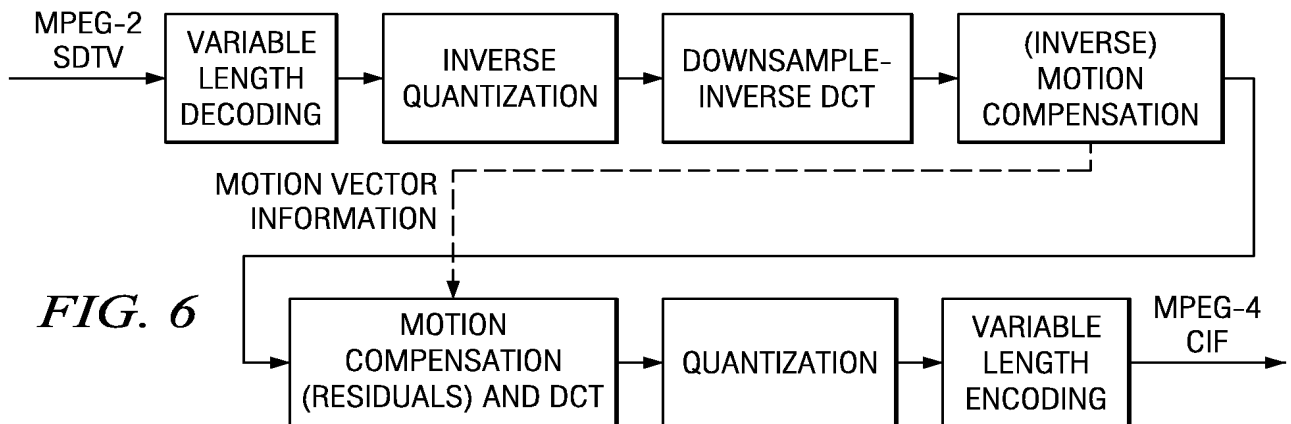 MPEG-2
SDTV
VARIABLE
LENGTH
DECODING
INVERSE
QUANTIZATION
DOWNSAMPLE-
INVERSE DCT
(INVERSE)
MOTION
COMPENSATION
MOTION VECTOR
INFORMATION
FIG. 6
MOTION
COMPENSATION
(RESIDUALS) AND DCT
QUANTIZATION
VARIABLE
LENGTH
ENCODING
MPEG-4
CIF